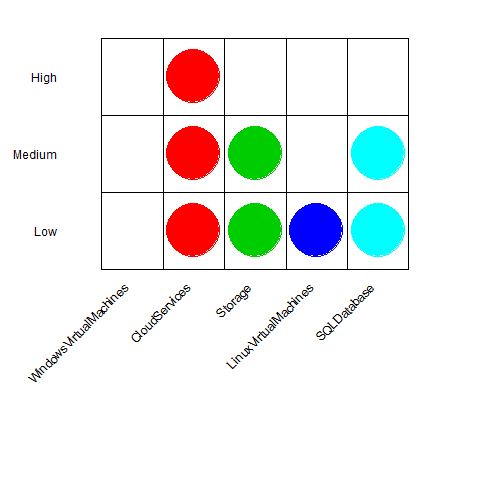 High
Medium
Low
WindowsVirtualMachines
CloudServices
Storage
LinuxVirtualMachines
SQLDatabase